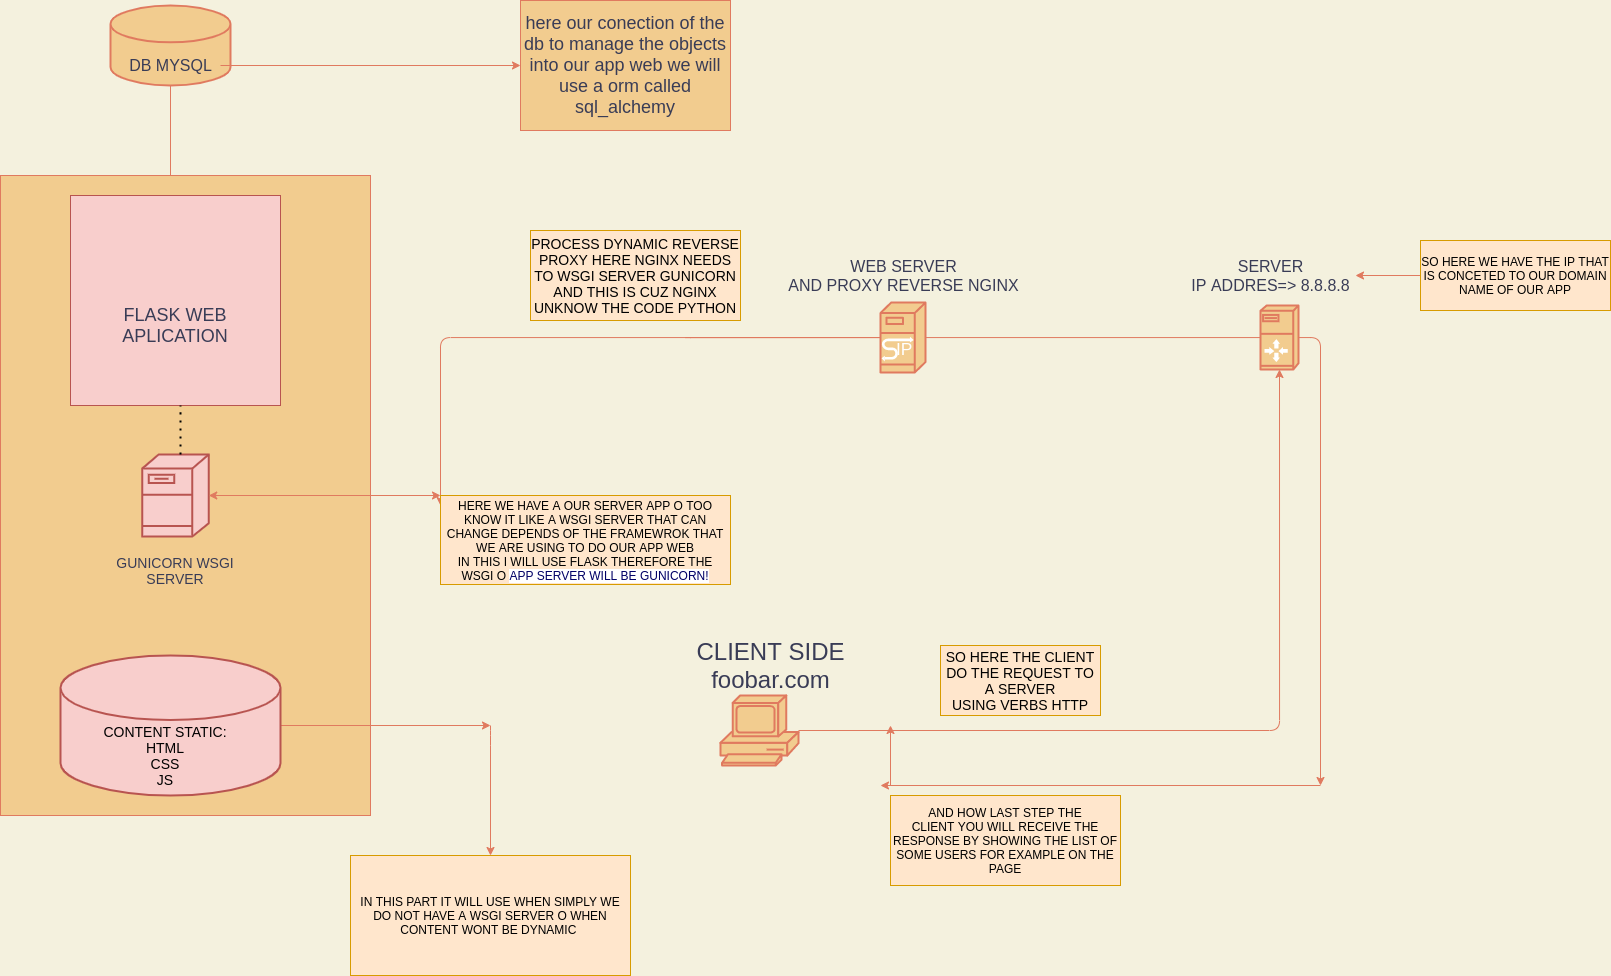 DB MYSQL
here our conection of the
db to manage the objects
into our app web we will
use a orm called
sql_alchemy
FLASK WEB
APLICATION
PROCESS DYNAMIC REVERSE
PROXY HERE NGINX NEEDS
TO WSGI SERVER GUNICORN
AND THIS IS CUZ NGINX
UNKNOW THE CODE PYTHON
WEB SERVER
AND PROXY REVERSE NGINX
IP
SERVER
IP ADDRES=> 8.8.8.8
SO HERE WE HAVE THE IP THAT
IS CONCETED TO OUR DOMAIN
NAME OF OUR APP
GUNICORN WSGI
SERVER
HERE WE HAVE A OUR SERVER APP O TOO
KNOW IT LIKE A WSGI SERVER THAT CAN
CHANGE DEPENDS OF THE FRAMEWROK THAT
WE ARE USING TO DO OUR APP WEB
IN THIS I WILL USE FLASK THEREFORE THE
WSGI O APP SERVER WILL BE GUNICORN!
CLIENT SIDE
foobar.com
SO HERE THE CLIENT
DO THE REQUEST TO
A SERVER
USING VERBS HTTP
CONTENT STATIC:
HTML
CSS
JS
AND HOW LAST STEP THE
CLIENT YOU WILL RECEIVE THE
RESPONSE BY SHOWING THE LIST OF
SOME USERS FOR EXAMPLE ON THE
PAGE
IN THIS PART IT WILL USE WHEN SIMPLY WE
DO NOT HAVE A WSGI SERVER O WHEN
CONTENT WONT BE DYNAMIC